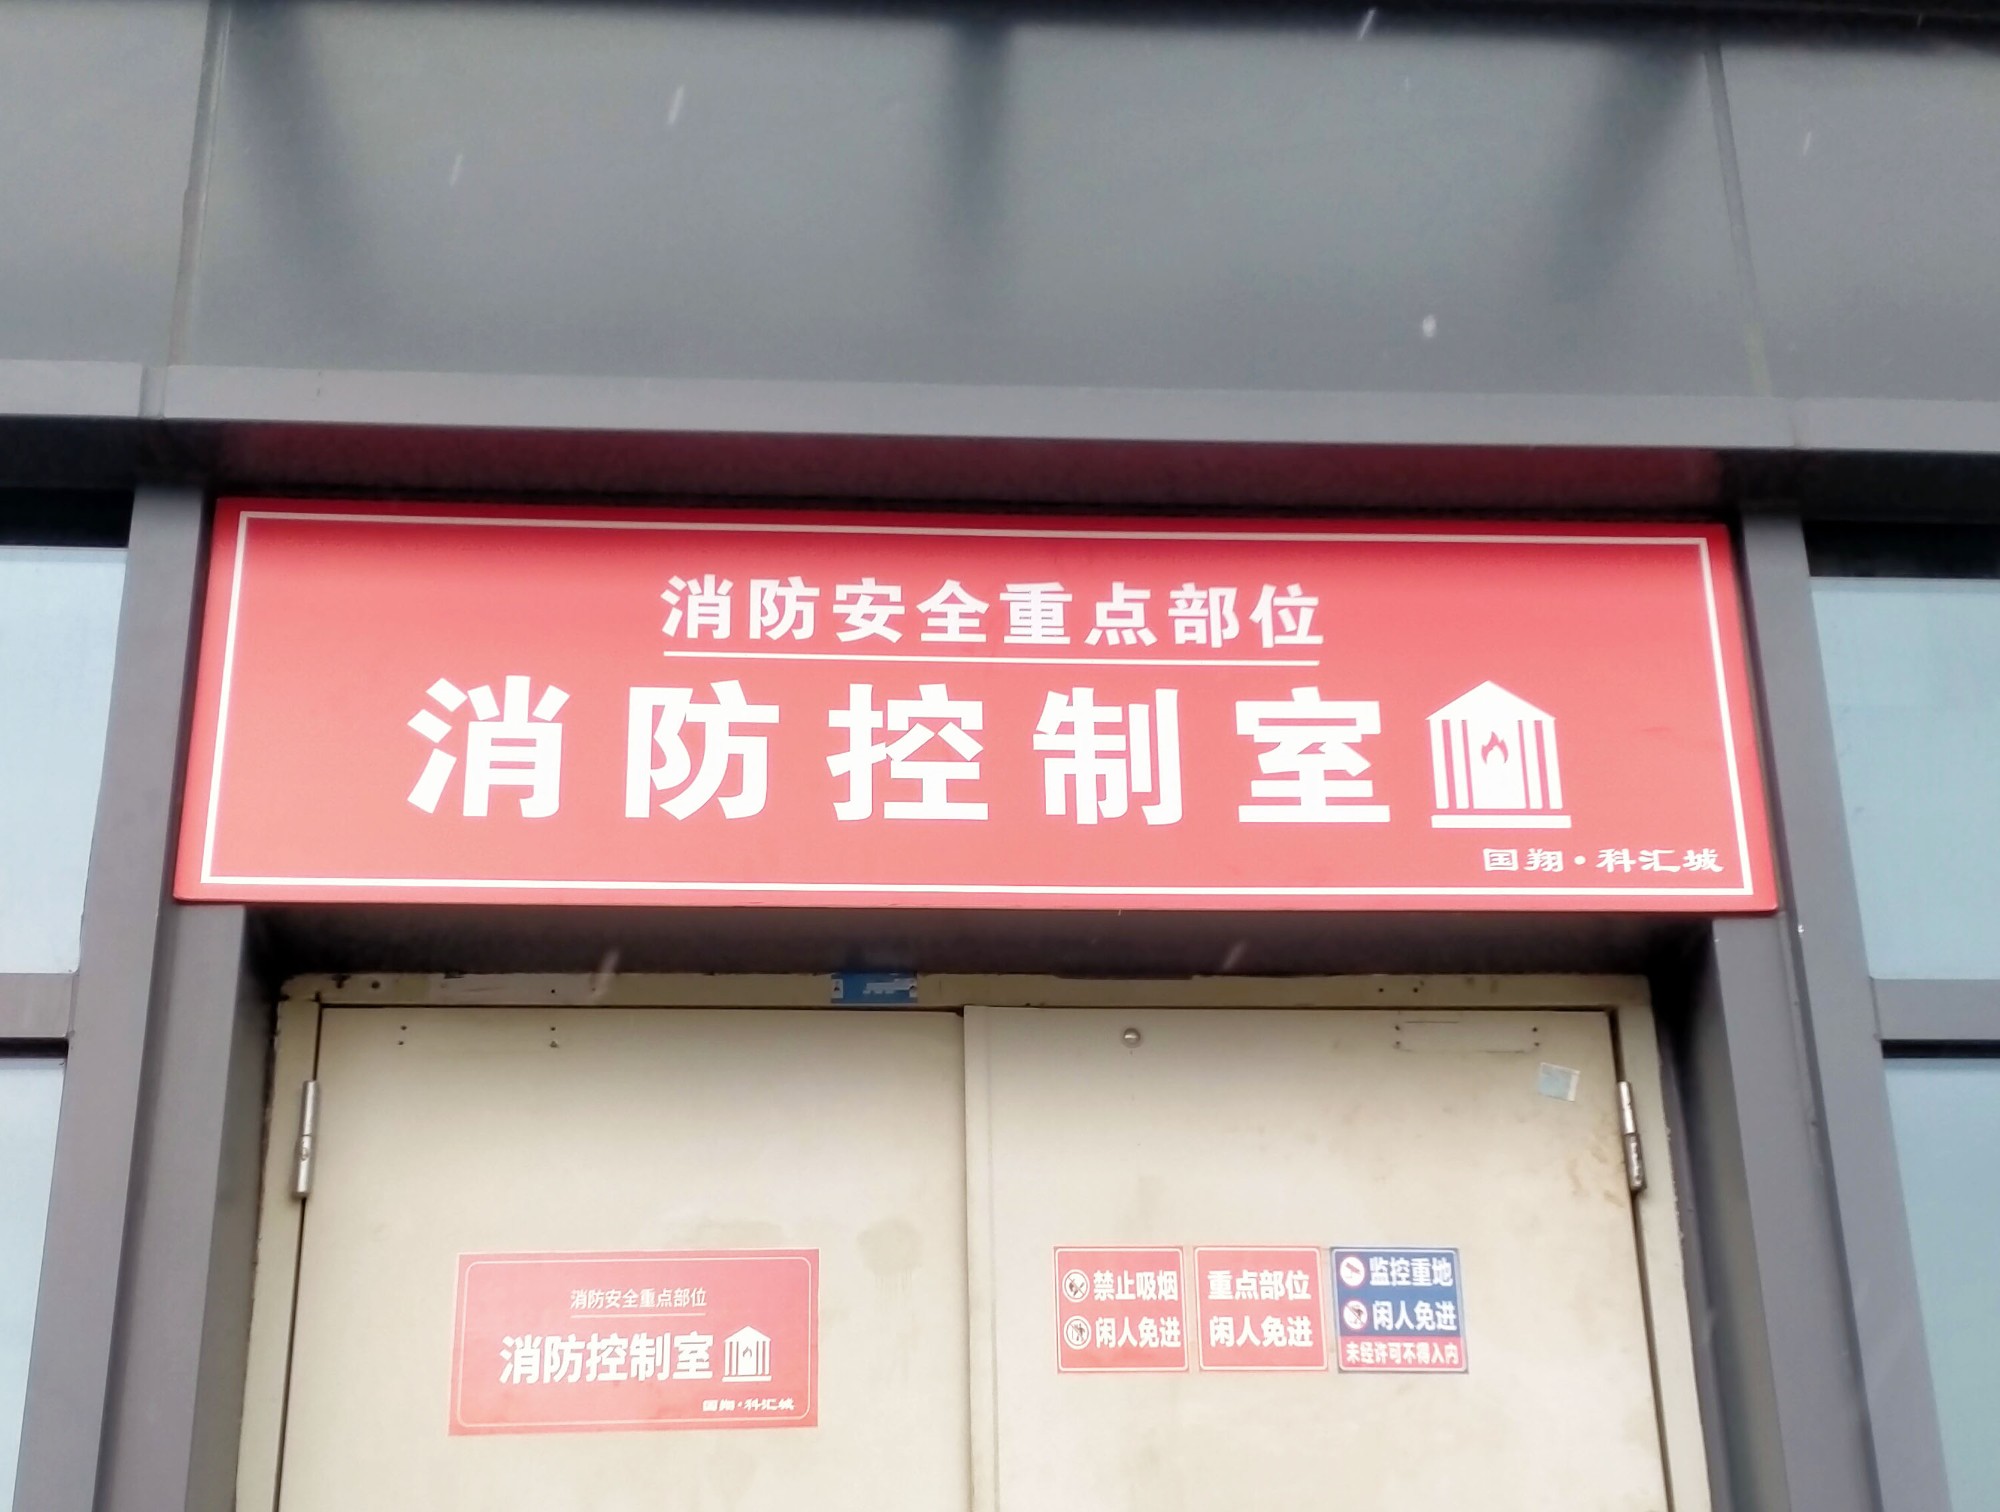 消防安全重点部位
消防控制室
国翔·科汇城
消防安全重点部位
消防控制室
国翔·科汇城
禁止吸烟
闲人免进
重点部位
闲人免进
监控重地
闲人免进
未经许可不得入内